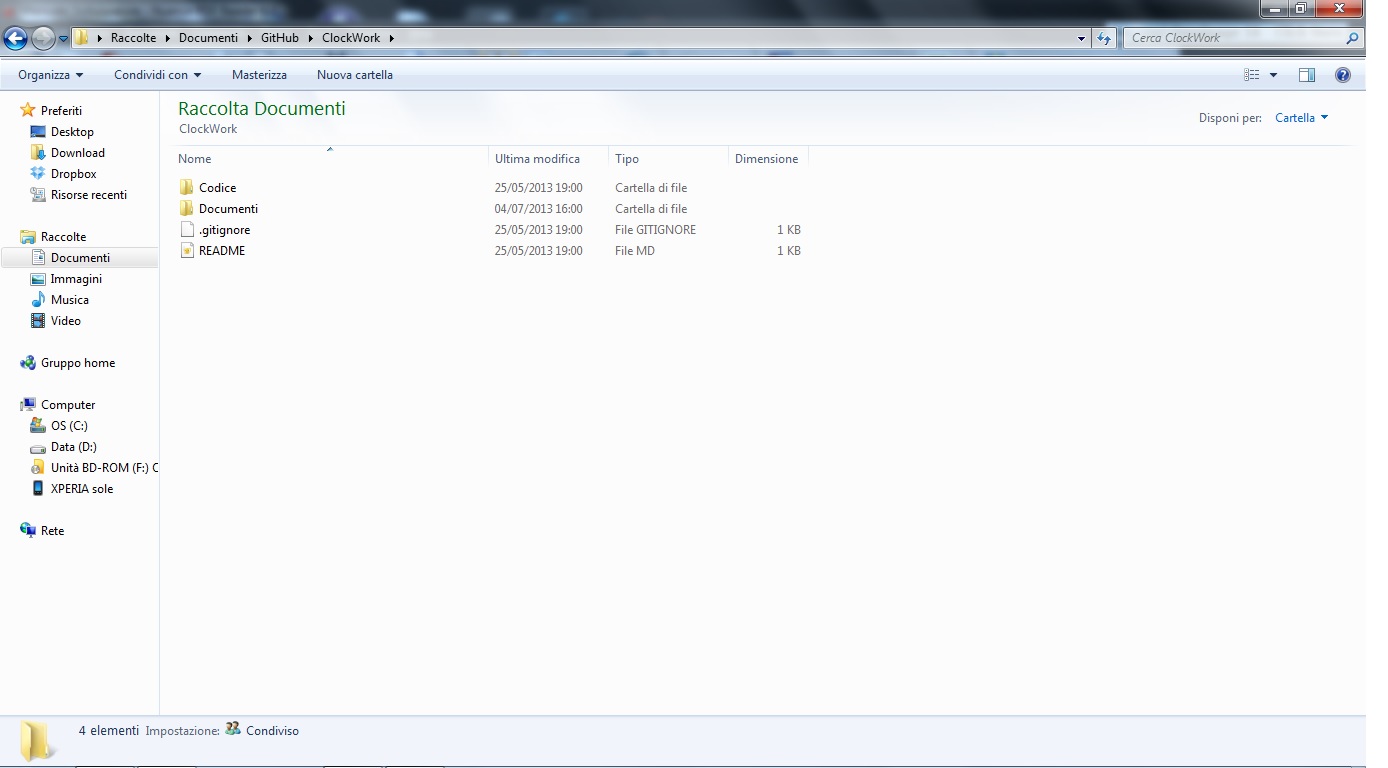 Raccolte Documenti GitHub ClockWork Cerca ClockWork
Organizza Condividi con Masterizza Nuova cartella
Preferiti
Desktop
Download
Dropbox
Risorse recenti
Raccolte
Documenti
Immagini
Musica
Video
Gruppo home
Computer
OS (C:)
Data (D:)
Unità BD-ROM (F:) C
XPERIA sole
Rete
Raccolta Documenti
ClockWork
Disponi per: Cartella
Nome Ultima modifica Tipo Dimensione
Codice 25/05/2013 19:00 Cartella di file
Documenti 04/07/2013 16:00 Cartella di file
.gitignore 25/05/2013 19:00 File GITIGNORE 1 KB
README 25/05/2013 19:00 File MD 1 KB
4 elementi Impostazione: Condiviso